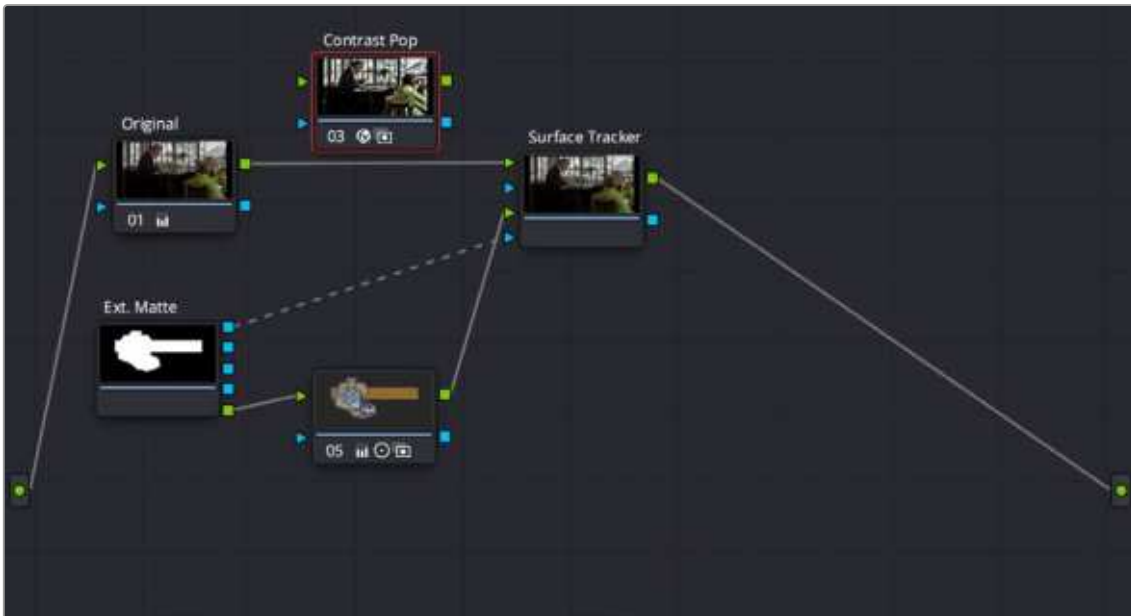 Contrast Pop
03
Original
01
Surface Tracker
Ext. Matte
05